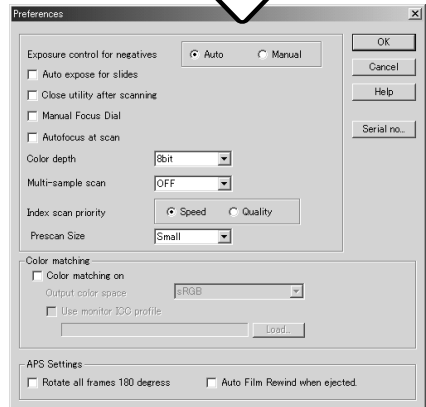 Preferences
Exposure control for negatives Auto Manual OK
Auto expose for slides Cancel
Close utility after scanning Help
Manual Focus Dial
Autofocus at scan Serial no...
Color depth 8bit
Multi-sample scan OFF
Index scan priority Speed Quality
Prescan Size Small
Color matching
Color matching on
Output color space sRGB
Use monitor ICC profile
Load...
APS Settings
Rotate all frames 180 degress Auto Film Rewind when ejected.